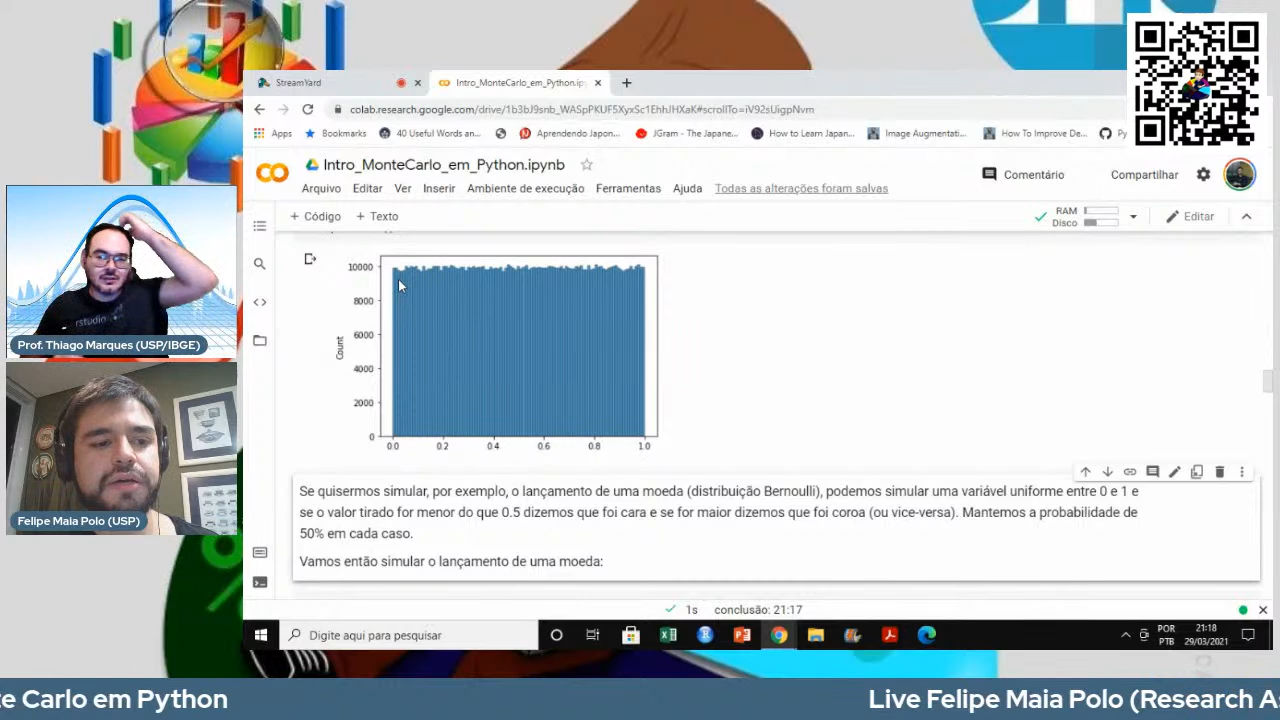 StreamYard
Intro_MonteCarlo_em_Python.ip
colab.research.google.com/drive/
Apps
Bookmarks
40 Useful Words an...
Aprendendo Japon...
JGram - The Japane...
How to Learn Japan...
Image Augmentati...
How To Improve De...
Py
Intro_MonteCarlo_em_Python.ipynb
Comentário
Compartilhar
Arquivo
Editar
Ver
Inserir
Ambiente de execução
Ferramentas
Ajuda
Todas as alterações foram salvas
+ Código
+ Texto
RAM
Disco
Editar
10000
8000
6000
4000
2000
0
Count
0.0 0.2 0.4 0.6 0.8 1.0
Se quisermos simular, por exemplo, o lançamento de uma moeda (distribuição Bernoulli), podemos simular uma variável uniforme entre 0 e 1 e
se o valor tirado for menor do que 0.5 dizemos que foi cara e se for maior dizemos que foi coroa (ou vice-versa). Mantemos a probabilidade de
50% em cada caso.
Vamos então simular o lançamento de uma moeda:
1s conclusão: 21:17
rstudio
Prof. Thiago Marques (USP/IBGE)
Felipe Maia Polo (USP)
Digite aqui para pesquisar
POR
PTB
21:18
29/03/2021
te Carlo em Python
Live Felipe Maia Polo (Research A